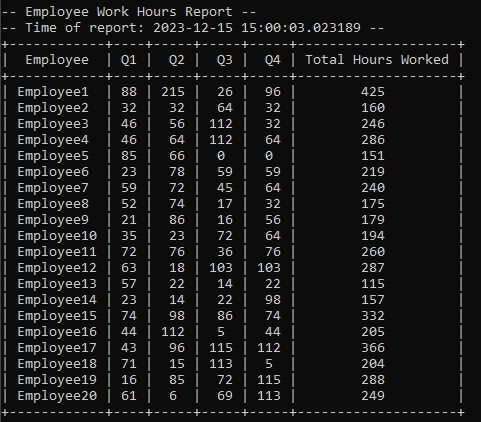 -- Employee Work Hours Report --
-- Time of report: 2023-12-15 15:00:03.023189 --
+------------+----+-----+-----+-----+--------------------+
| Employee | Q1 | Q2 | Q3 | Q4 | Total Hours Worked |
+------------+----+-----+-----+-----+--------------------+
| Employee1 | 88 | 215 | 26 | 96 | 425 |
| Employee2 | 32 | 32 | 64 | 32 | 160 |
| Employee3 | 46 | 56 | 112 | 32 | 246 |
| Employee4 | 46 | 64 | 112 | 64 | 286 |
| Employee5 | 85 | 66 | 0 | 0 | 151 |
| Employee6 | 23 | 78 | 59 | 59 | 219 |
| Employee7 | 59 | 72 | 45 | 64 | 240 |
| Employee8 | 52 | 74 | 17 | 32 | 175 |
| Employee9 | 21 | 86 | 16 | 56 | 179 |
| Employee10 | 35 | 23 | 72 | 64 | 194 |
| Employee11 | 72 | 76 | 36 | 76 | 260 |
| Employee12 | 63 | 18 | 103 | 103 | 287 |
| Employee13 | 57 | 22 | 14 | 22 | 115 |
| Employee14 | 23 | 14 | 22 | 98 | 157 |
| Employee15 | 74 | 98 | 86 | 74 | 332 |
| Employee16 | 44 | 112 | 5 | 44 | 205 |
| Employee17 | 43 | 96 | 115 | 112 | 366 |
| Employee18 | 71 | 15 | 113 | 5 | 204 |
| Employee19 | 16 | 85 | 72 | 115 | 288 |
| Employee20 | 61 | 6 | 69 | 113 | 249 |
+------------+----+-----+-----+-----+--------------------+